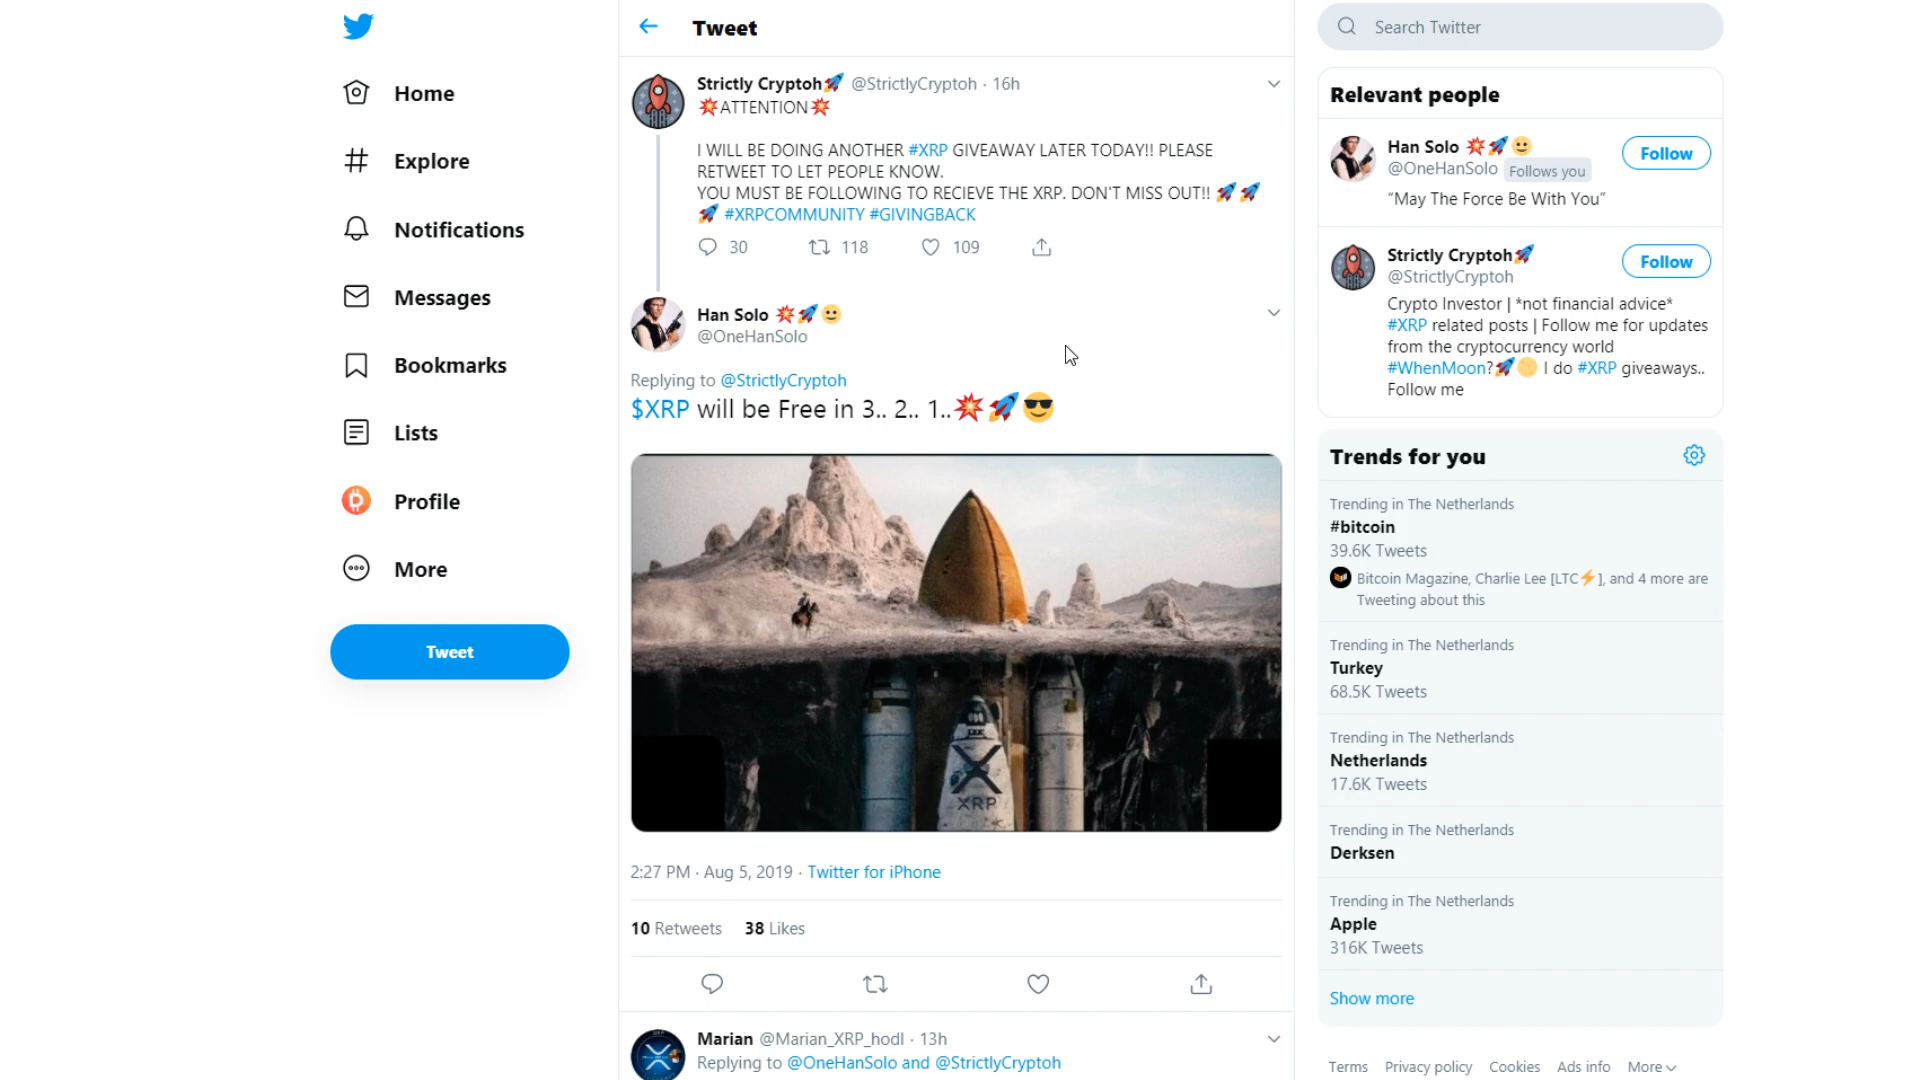 Home
Explore
Notifications
Messages
Bookmarks
Lists
Profile
More
Tweet
Tweet
Strictly Cryptoh🚀 @StrictlyCryptoh · 16h
💥ATTENTION💥
I WILL BE DOING ANOTHER #XRP GIVEAWAY LATER TODAY!! PLEASE
RETWEET TO LET PEOPLE KNOW.
YOU MUST BE FOLLOWING TO RECIEVE THE XRP. DON'T MISS OUT!! 🚀🚀
🚀 #XRPCOMMUNITY #GIVINGBACK
30 118 109
Han Solo 💥🚀🙂
@OneHanSolo
Replying to @StrictlyCryptoh
$XRP will be Free in 3.. 2.. 1..💥🚀😎
XRP
2:27 PM · Aug 5, 2019 · Twitter for iPhone
10 Retweets 38 Likes
Marian @Marian_XRP_hodl · 13h
Replying to @OneHanSolo and @StrictlyCryptoh
Search Twitter
Relevant people
Han Solo 💥🚀🙂
@OneHanSolo Follows you
Follow
“May The Force Be With You”
Strictly Cryptoh🚀
@StrictlyCryptoh
Follow
Crypto Investor | *not financial advice*
#XRP related posts | Follow me for updates
from the cryptocurrency world
#WhenMoon?🚀🌕 I do #XRP giveaways..
Follow me
Trends for you
Trending in The Netherlands
#bitcoin
39.6K Tweets
Bitcoin Magazine, Charlie Lee [LTC⚡], and 4 more are
Tweeting about this
Trending in The Netherlands
Turkey
68.5K Tweets
Trending in The Netherlands
Netherlands
17.6K Tweets
Trending in The Netherlands
Derksen
Trending in The Netherlands
Apple
316K Tweets
Show more
Terms Privacy policy Cookies Ads info More